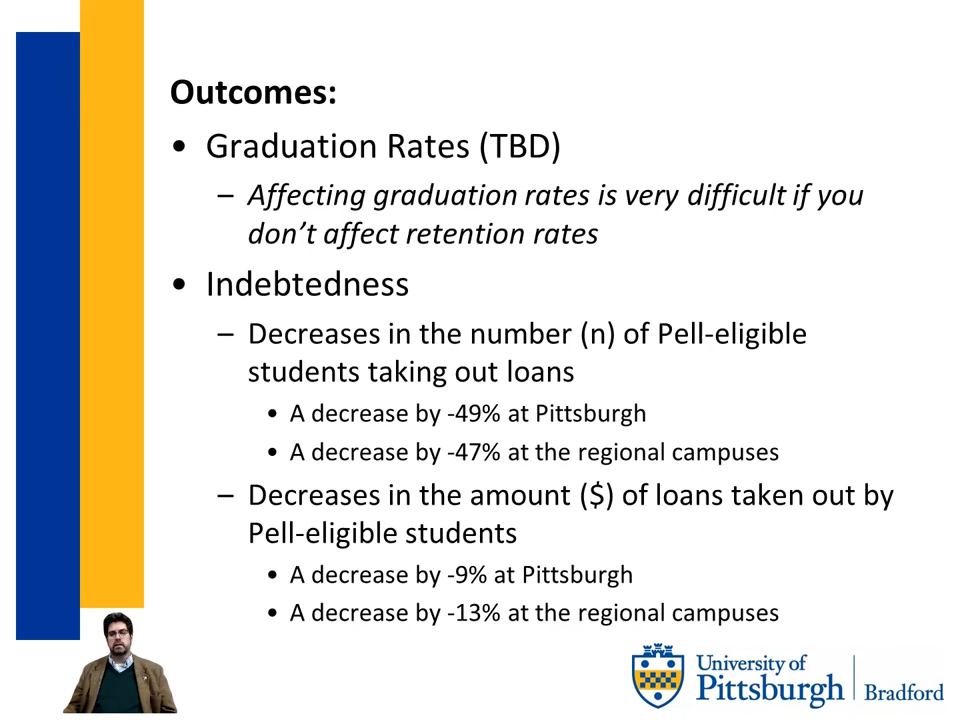 Outcomes:
• Graduation Rates (TBD)
– Affecting graduation rates is very difficult if you
don’t affect retention rates
• Indebtedness
– Decreases in the number (n) of Pell-eligible
students taking out loans
• A decrease by -49% at Pittsburgh
• A decrease by -47% at the regional campuses
– Decreases in the amount ($) of loans taken out by
Pell-eligible students
• A decrease by -9% at Pittsburgh
• A decrease by -13% at the regional campuses
University of
Pittsburgh
Bradford